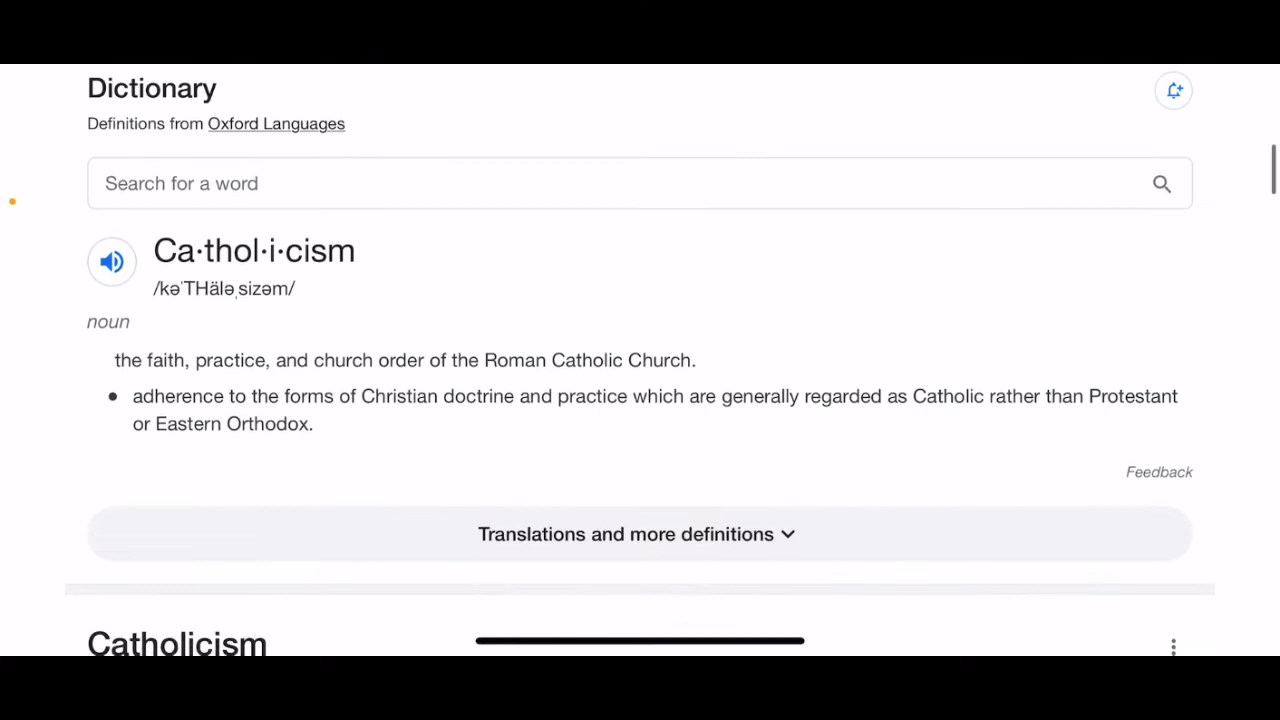 Dictionary
Definitions from Oxford Languages
Search for a word
Ca·thol·i·cism
/kəˈTHäləˌsizəm/
noun
the faith, practice, and church order of the Roman Catholic Church.
adherence to the forms of Christian doctrine and practice which are generally regarded as Catholic rather than Protestant
or Eastern Orthodox.
Feedback
Translations and more definitions
Catholicism